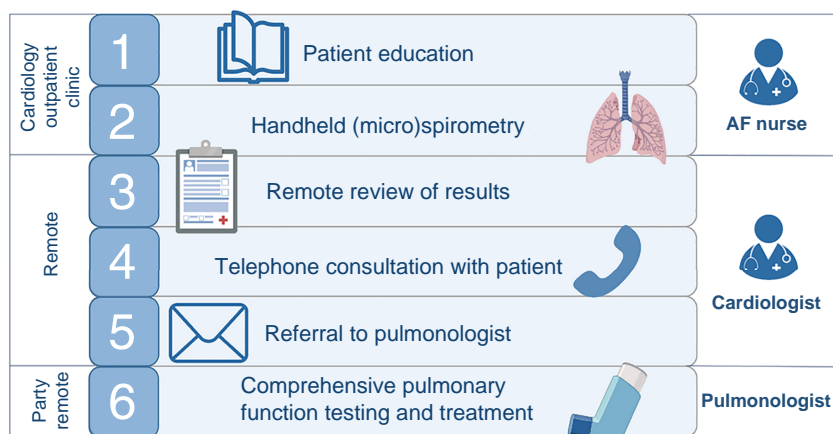 Cardiology
outpatient
clinic
1
Patient education
2
Handheld (micro)spirometry
AF nurse
Remote
3
Remote review of results
4
Telephone consultation with patient
5
Referral to pulmonologist
Cardiologist
Party
remote
6
Comprehensive pulmonary
function testing and treatment
Pulmonologist